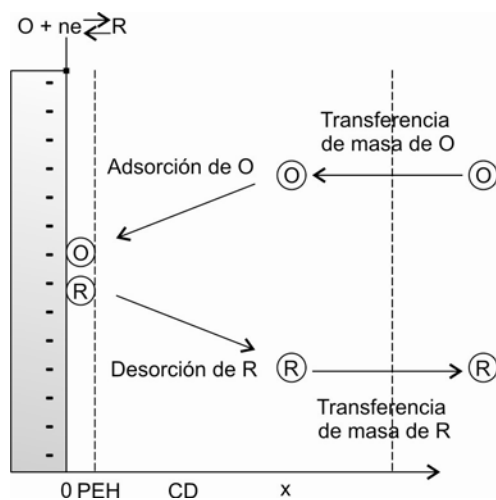 O + ne⇄R
Transferencia
de masa de O
Adsorción de O
O
O
O
R
Desorción de R
R
R
Transferencia
de masa de R
0 PEH CD x